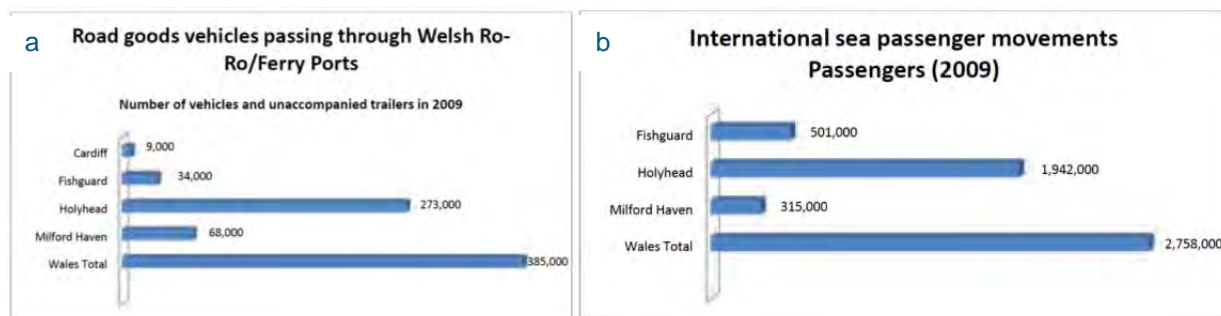 a
Road goods vehicles passing through Welsh Ro-
Ro/Ferry Ports
Number of vehicles and unaccompanied trailers in 2009
Cardiff 9,000
Fishguard 34,000
Holyhead 273,000
Milford Haven 68,000
Wales Total 385,000
b
International sea passenger movements
Passengers (2009)
Fishguard 501,000
Holyhead 1,942,000
Milford Haven 315,000
Wales Total 2,758,000